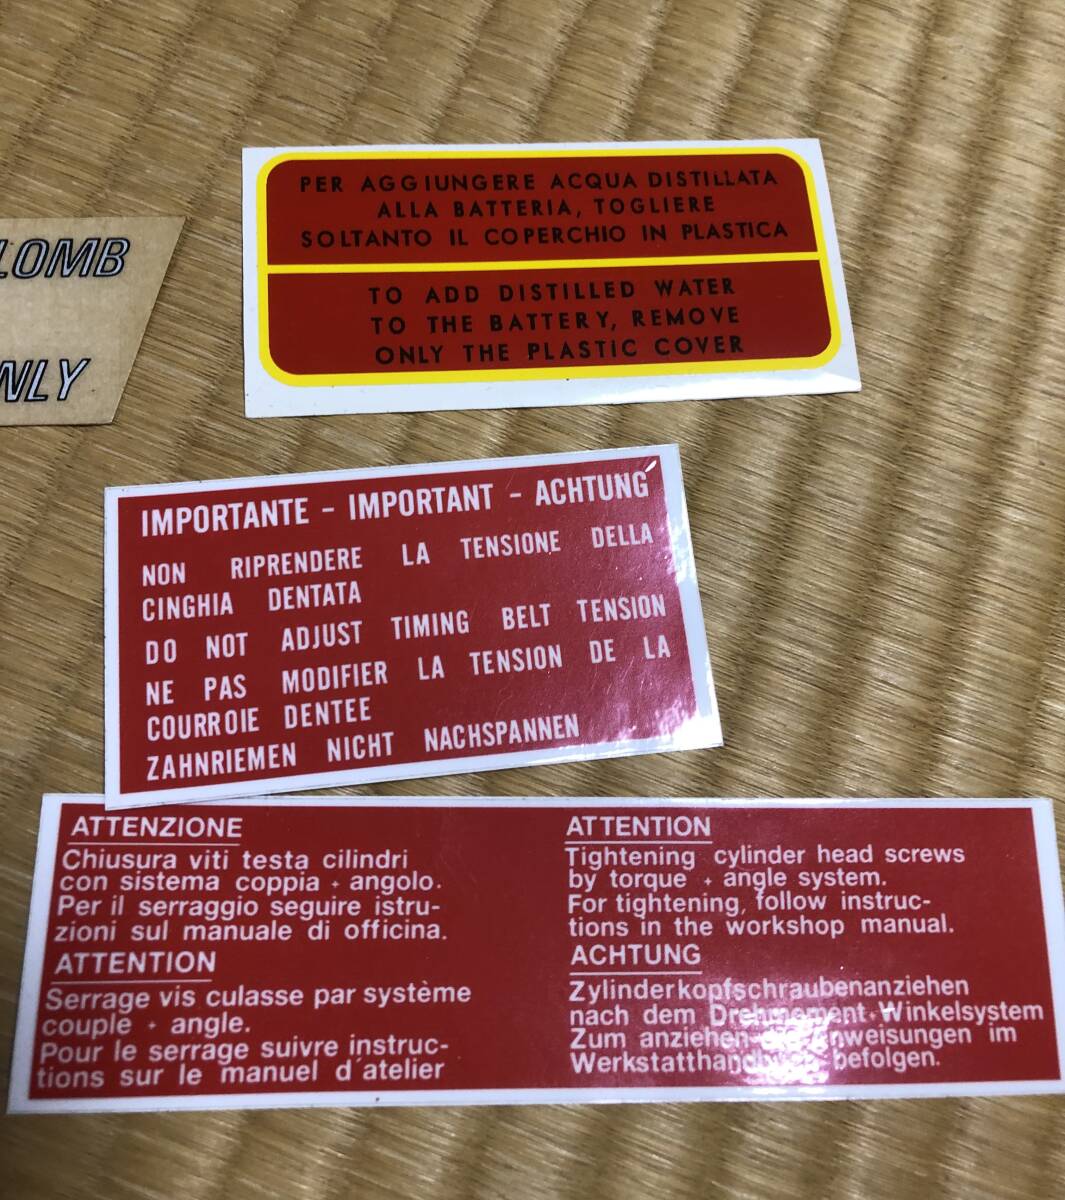 LOMB
NLY
PER AGGIUNGERE ACQUA DISTILLATA
ALLA BATTERIA, TOGLIERE
SOLTANTO IL COPERCHIO IN PLASTICA
TO ADD DISTILLED WATER
TO THE BATTERY, REMOVE
ONLY THE PLASTIC COVER
IMPORTANTE - IMPORTANT - ACHTUNG
NON RIPRENDERE LA TENSIONE DELLA
CINGHIA DENTATA
DO NOT ADJUST TIMING BELT TENSION
NE PAS MODIFIER LA TENSION DE LA
COURROIE DENTEE
ZAHNRIEMEN NICHT NACHSPANNEN
ATTENZIONE
Chiusura viti testa cilindri
con sistema coppia + angolo.
Per il serraggio seguire istru-
zioni sul manuale di officina.
ATTENTION
Serrage vis culasse par système
couple + angle.
Pour le serrage suivre instruc-
tions sur le manuel d'atelier
ATTENTION
Tightening cylinder head screws
by torque + angle system.
For tightening, follow instruc-
tions in the workshop manual.
ACHTUNG
Zylinderkopfschraubenanziehen
nach dem Drehmement + Winkelsystem
Zum anziehen Anweisungen im
befolgen.